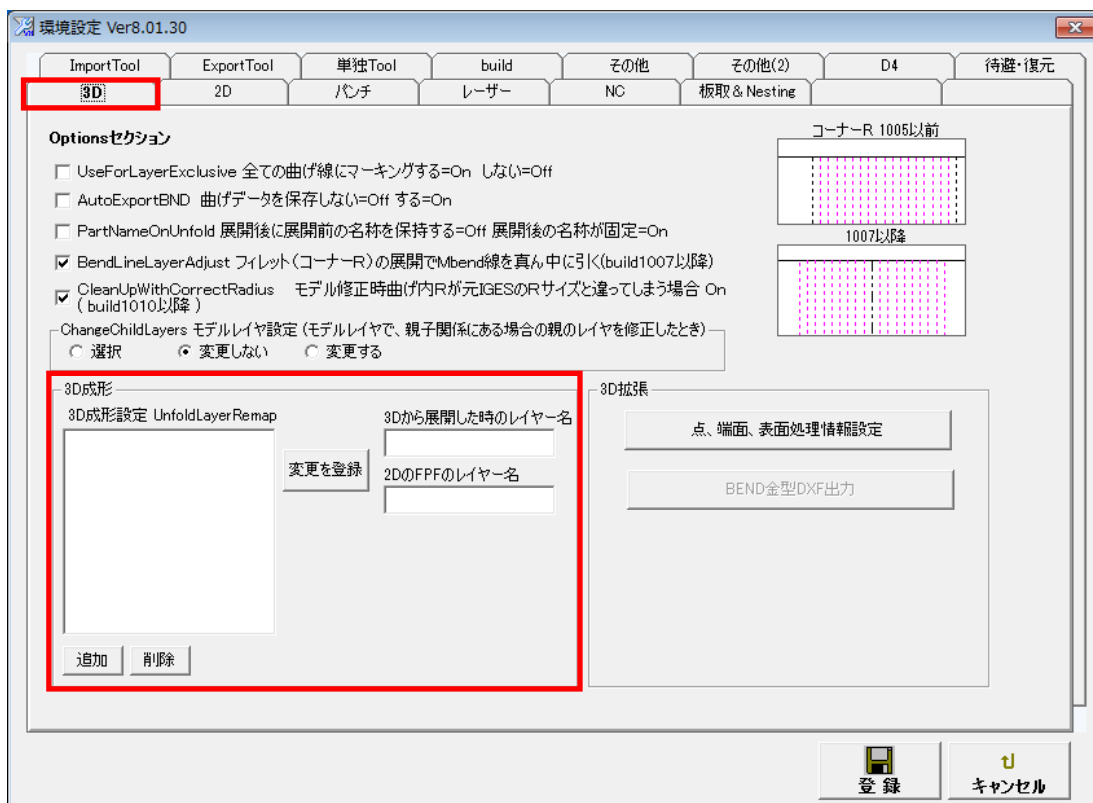 環境設定 Ver8.01.30
ImportTool ExportTool 単独Tool build その他 その他(2) D4 待避・復元
3D 2D パンチ レーザー NC 板取&Nesting
Optionsセクション
コーナーR 1005以前
UseForLayerExclusive 全ての曲げ線にマーキングする=On しない=Off
AutoExportBND 曲げデータを保存しない=Off する=On
PartNameOnUnfold 展開後に展開前の名称を保持する=Off 展開後の名称が固定=On
1007以降
BendLineLayerAdjust フィレット(コーナーR)の展開でMbend線を真ん中に引く(build1007以降)
CleanUpWithCorrectRadius モデル修正時曲げ内Rが元IGESのRサイズと違ってしまう場合 On
( build1010以降 )
ChangeChildLayers モデルレイヤ設定 (モデルレイヤで、親子関係にある場合の親のレイヤを修正したとき)
選択 変更しない 変更する
3D成形
3D拡張
3D成形設定 UnfoldLayerRemap
3Dから展開した時のレイヤー名
点、端面、表面処理情報設定
変更を登録
2DのFPFのレイヤー名
BEND金型DXF出力
追加 削除
登 録
キャンセル